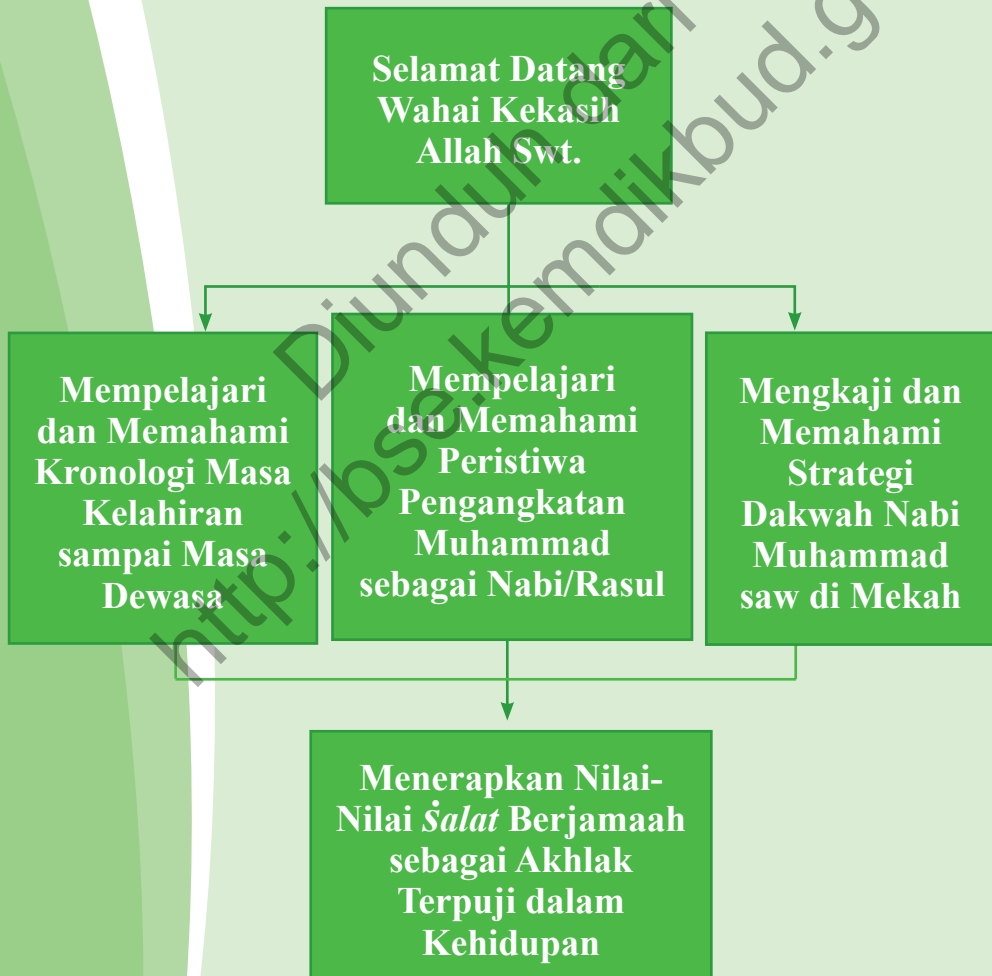 Selamat Datang
Wahai Kekasih
Allah Swt.
Mempelajari
dan Memahami
Kronologi Masa
Kelahiran
sampai Masa
Dewasa
Mempelajari
dan Memahami
Peristiwa
Pengangkatan
Muhammad
sebagai Nabi/Rasul
Mengkaji dan
Memahami
Strategi
Dakwah Nabi
Muhammad
saw di Mekah
Menerapkan Nilai-
Nilai ṡalat Berjamaah
sebagai Akhlak
Terpuji dalam
Kehidupan
Diunduh dari
http://bse.kemdikbud.g